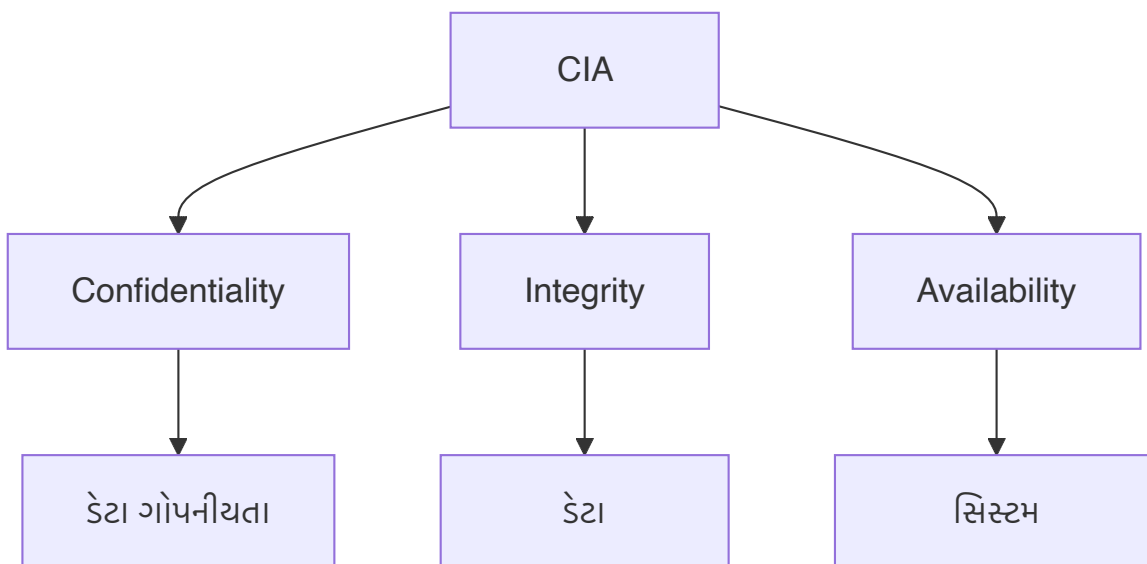 CIA
Confidentiality
Integrity
Availability
ડેટા ગોપનીયતા
ડેટા
સિસ્ટમ